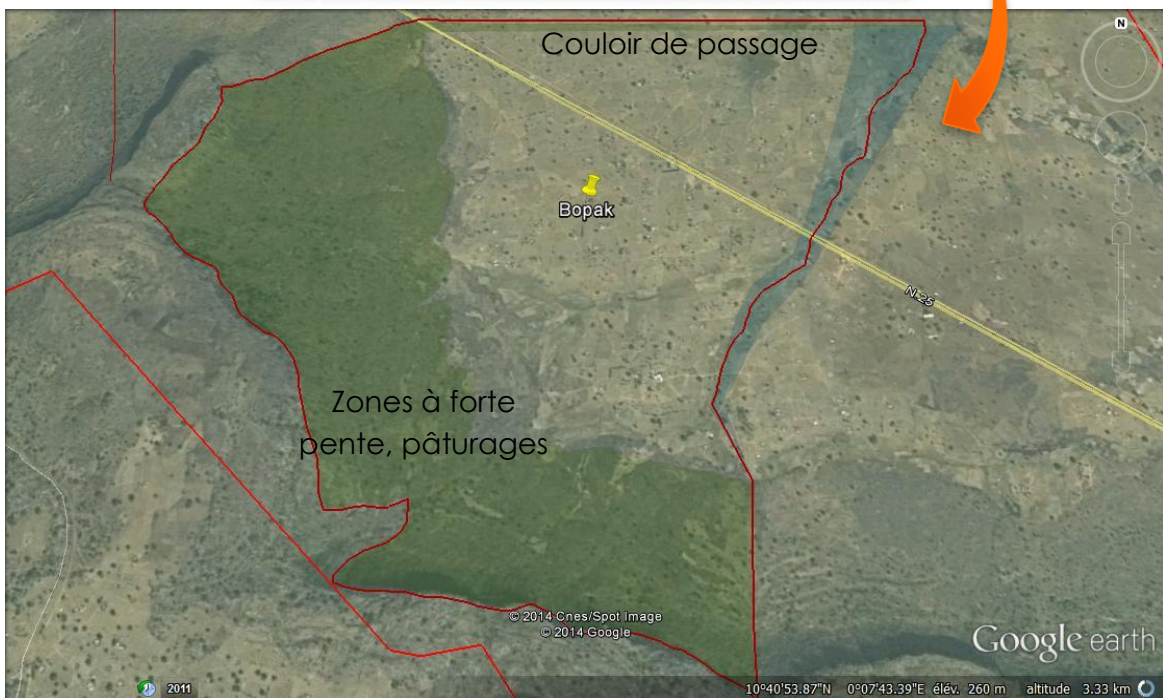 Couloir de passage
N
Bopak
N 25
Zones à forte
pente, pâturages
© 2014 Cnes/Spot Image
© 2014 Google
Google earth
2011
10°40'53.87"N 0°07'43.39"E élév. 260 m altitude 3.33 km